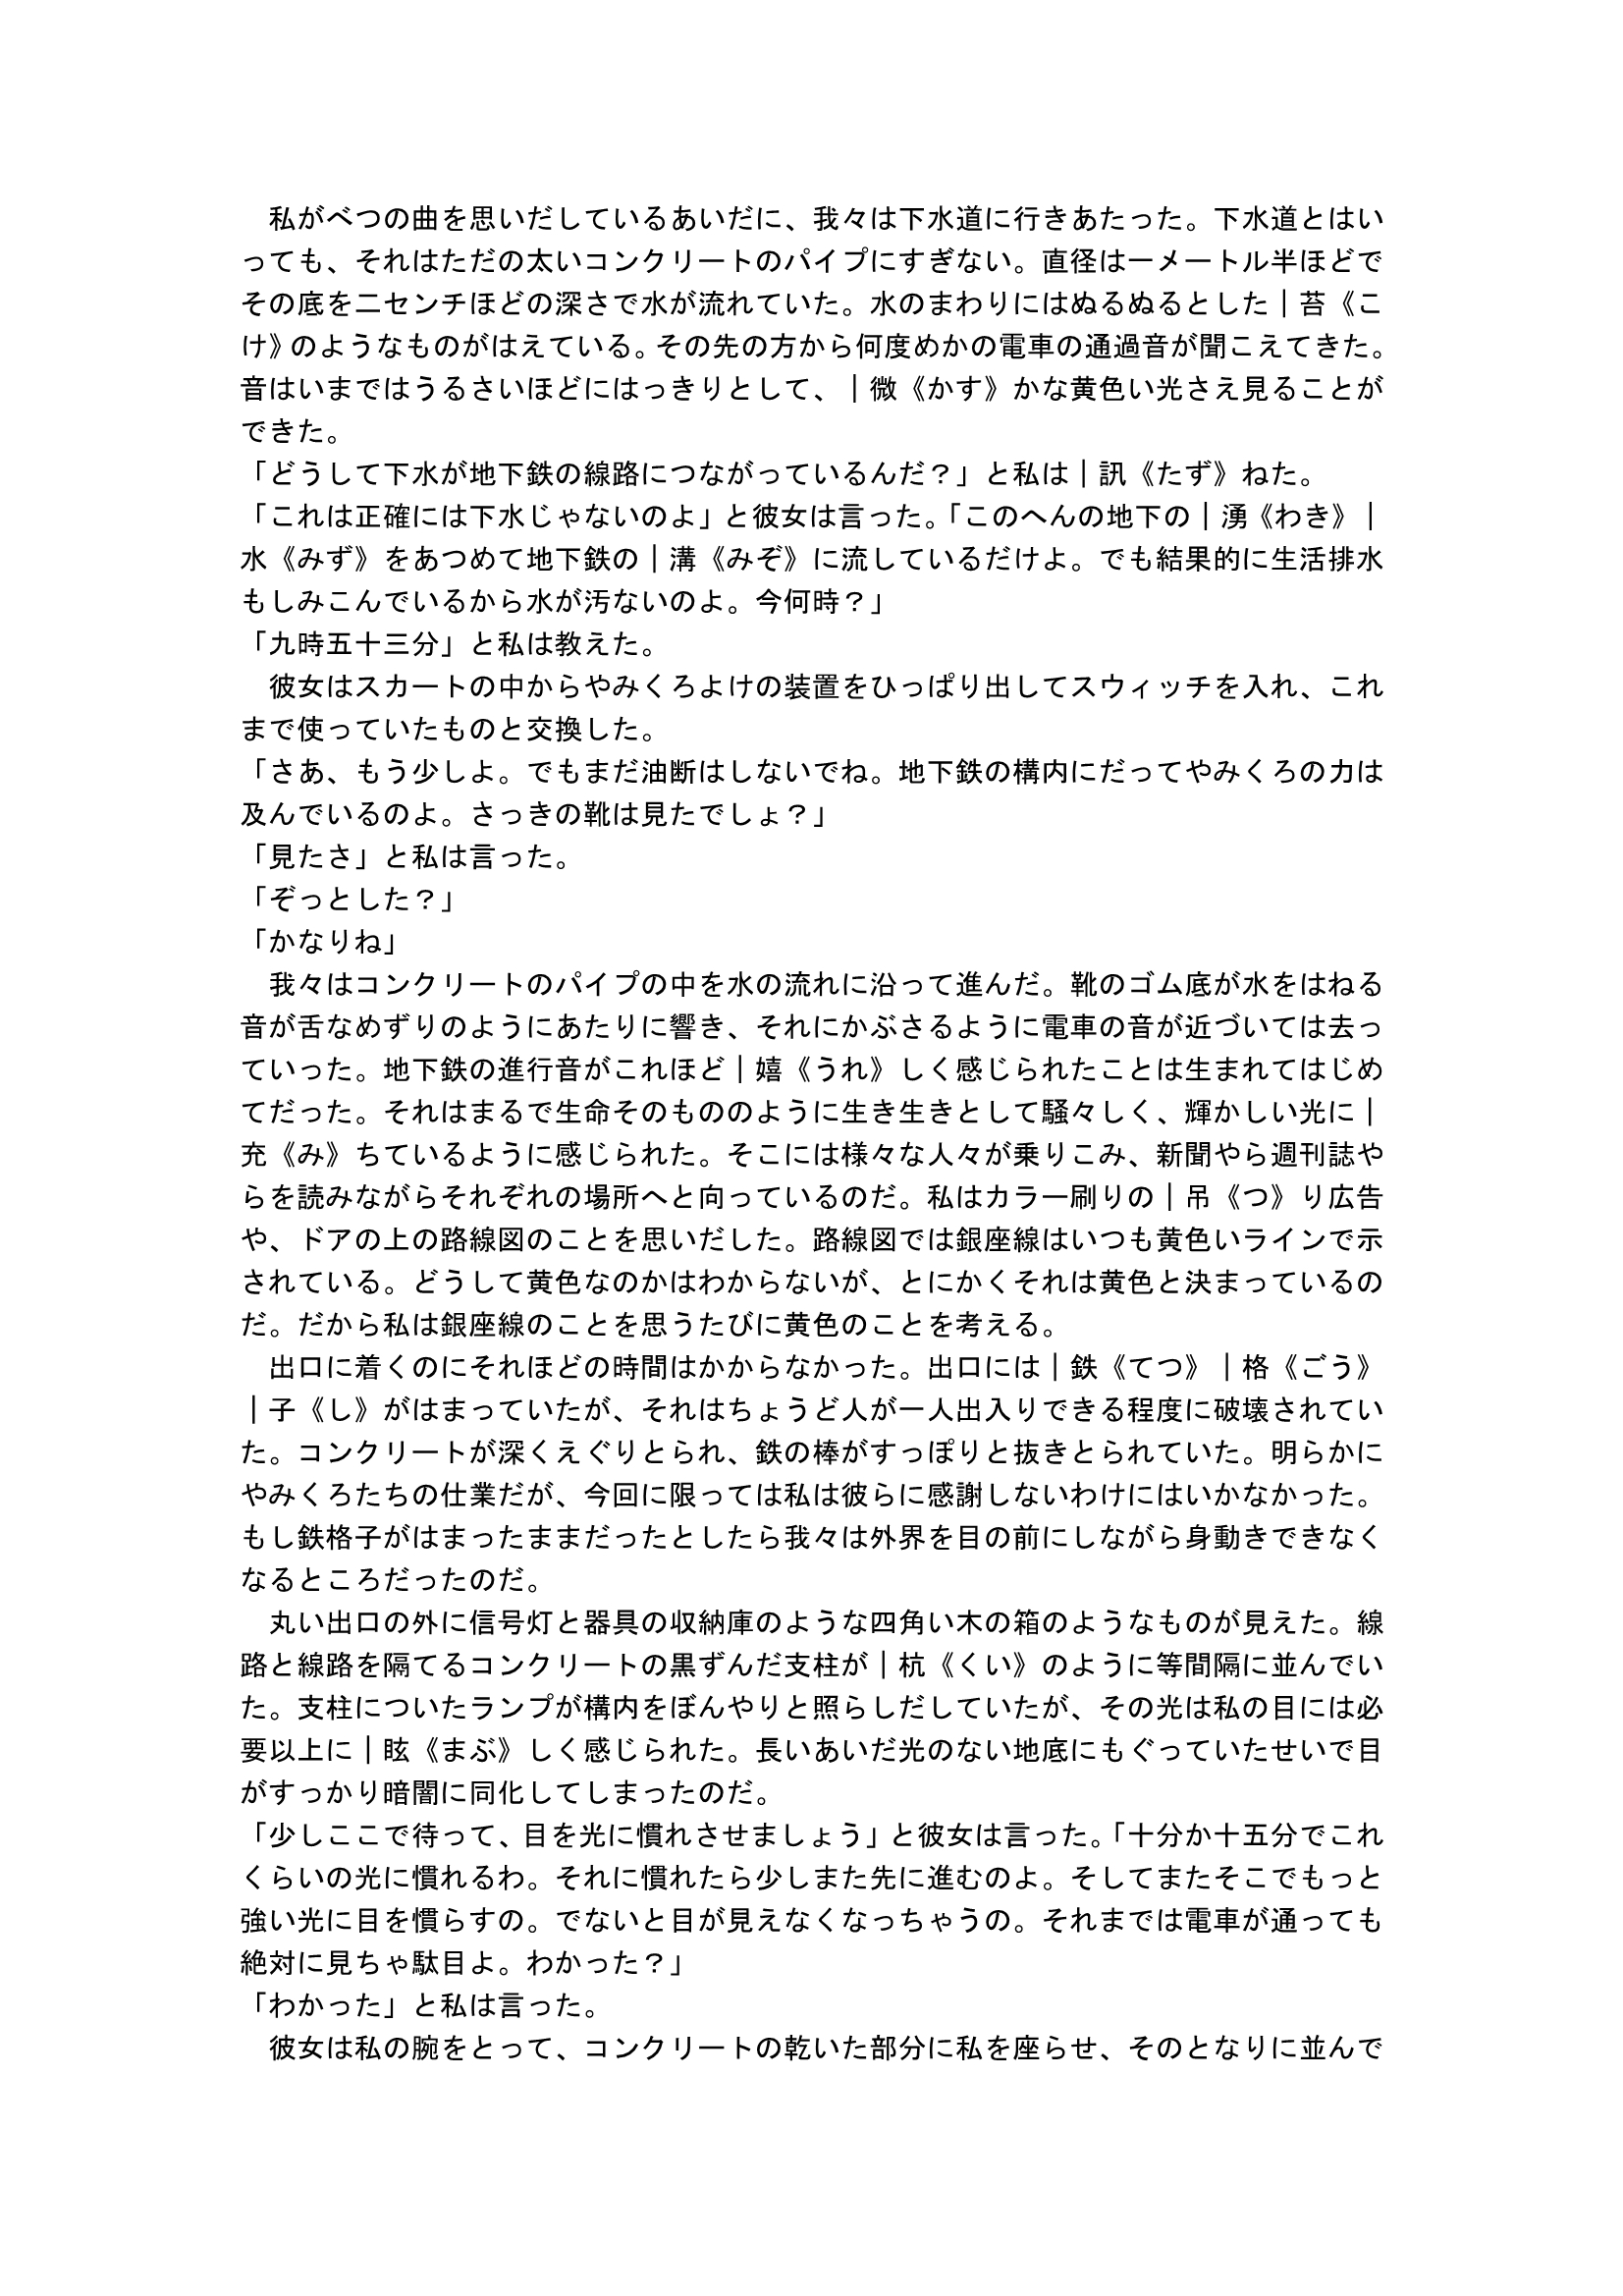 私がべつの曲を思いだしているあいだに、我々は下水道に行きあたった。下水道とはい
っても、それはただの太いコンクリートのパイプにすぎない。直径は一メートル半ほどで
その底を二センチほどの深さで水が流れていた。水のまわりにはぬるぬるとした｜苔《こ
け》のようなものがはえている。その先の方から何度めかの電車の通過音が聞こえてきた。
音はいまではうるさいほどにはっきりとして、｜微《かす》かな黄色い光さえ見ることが
できた。
「どうして下水が地下鉄の線路につながっているんだ？」と私は｜訊《たず》ねた。
「これは正確には下水じゃないのよ」と彼女は言った。「このへんの地下の｜湧《わき》｜
水《みず》をあつめて地下鉄の｜溝《みぞ》に流しているだけよ。でも結果的に生活排水
もしみこんでいるから水が汚ないのよ。今何時？」
「九時五十三分」と私は教えた。
　彼女はスカートの中からやみくろよけの装置をひっぱり出してスウィッチを入れ、これ
まで使っていたものと交換した。
「さあ、もう少しよ。でもまだ油断はしないでね。地下鉄の構内にだってやみくろの力は
及んでいるのよ。さっきの靴は見たでしょ？」
「見たさ」と私は言った。
「ぞっとした？」
「かなりね」
　我々はコンクリートのパイプの中を水の流れに沿って進んだ。靴のゴム底が水をはねる
音が舌なめずりのようにあたりに響き、それにかぶさるように電車の音が近づいては去っ
ていった。地下鉄の進行音がこれほど｜嬉《うれ》しく感じられたことは生まれてはじめ
てだった。それはまるで生命そのもののように生き生きとして騒々しく、輝かしい光に｜
充《み》ちているように感じられた。そこには様々な人々が乗りこみ、新聞やら週刊誌や
らを読みながらそれぞれの場所へと向っているのだ。私はカラー刷りの｜吊《つ》り広告
や、ドアの上の路線図のことを思いだした。路線図では銀座線はいつも黄色いラインで示
されている。どうして黄色なのかはわからないが、とにかくそれは黄色と決まっているの
だ。だから私は銀座線のことを思うたびに黄色のことを考える。
　出口に着くのにそれほどの時間はかからなかった。出口には｜鉄《てつ》｜格《ごう》
｜子《し》がはまっていたが、それはちょうど人が一人出入りできる程度に破壊されてい
た。コンクリートが深くえぐりとられ、鉄の棒がすっぽりと抜きとられていた。明らかに
やみくろたちの仕業だが、今回に限っては私は彼らに感謝しないわけにはいかなかった。
もし鉄格子がはまったままだったとしたら我々は外界を目の前にしながら身動きできなく
なるところだったのだ。
　丸い出口の外に信号灯と器具の収納庫のような四角い木の箱のようなものが見えた。線
路と線路を隔てるコンクリートの黒ずんだ支柱が｜杭《くい》のように等間隔に並んでい
た。支柱についたランプが構内をぼんやりと照らしだしていたが、その光は私の目には必
要以上に｜眩《まぶ》しく感じられた。長いあいだ光のない地底にもぐっていたせいで目
がすっかり暗闇に同化してしまったのだ。
「少しここで待って、目を光に慣れさせましょう」と彼女は言った。「十分か十五分でこれ
くらいの光に慣れるわ。それに慣れたら少しまた先に進むのよ。そしてまたそこでもっと
強い光に目を慣らすの。でないと目が見えなくなっちゃうの。それまでは電車が通っても
絶対に見ちゃ駄目よ。わかった？」
「わかった」と私は言った。
　彼女は私の腕をとって、コンクリートの乾いた部分に私を座らせ、そのとなりに並んで